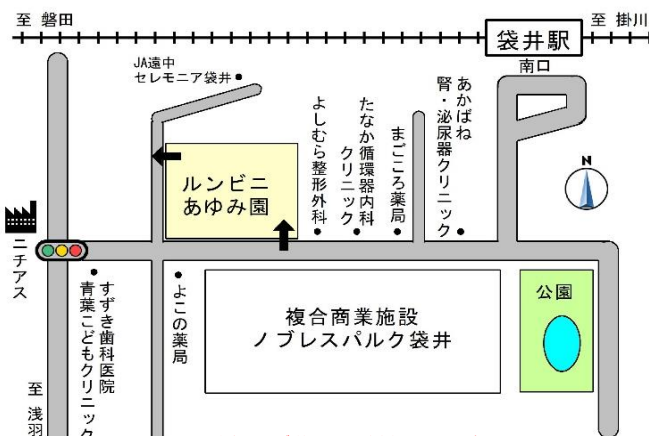 至 磐田
至 掛川
袋井駅
南口
JA遠中
セレモニア袋井
よしむら整形外科
たなか循環器内科
クリニック
まごころ薬局
あかばね
腎・泌尿器クリニック
N
ルンビニ
あゆみ園
ニチアス
すずき歯科医院
青葉こどもクリニック
よこの薬局
複合商業施設
ノブレスパルク袋井
公園
至 浅羽